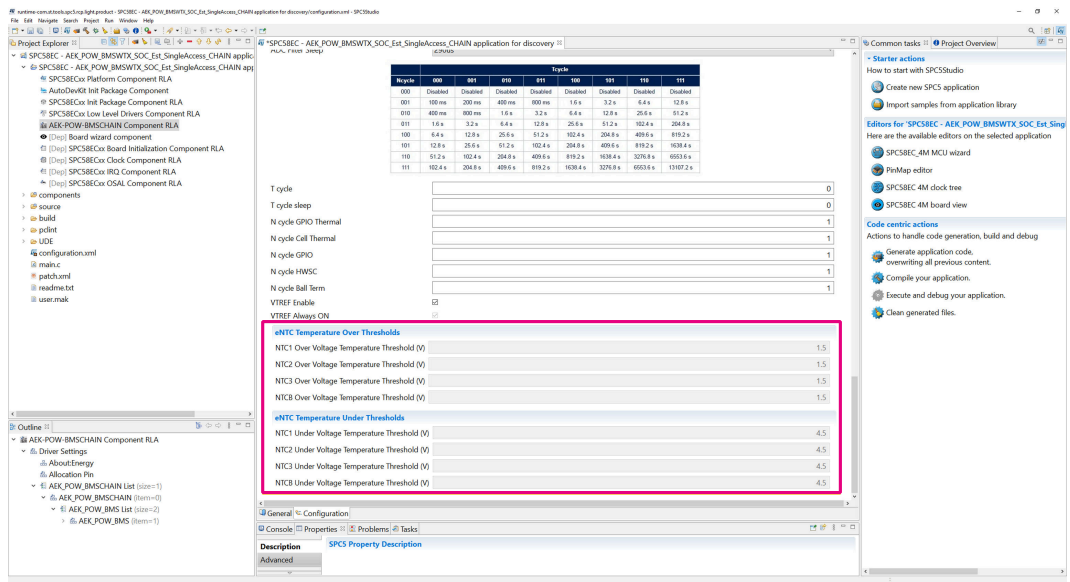 runtime-com.st.tools.spc5.rcp.light.product - SPC58EC - AEK_POW_BMSWTX_SOC_Est_SingleAccess_CHAIN application for discovery/configuration.xml - SPC5Studio
File Edit Navigate Search Project Run Window Help
Project Explorer
SPC58EC - AEK_POW_BMSWTX_SOC_Est_SingleAccess_CHAIN applic
SPC58EC - AEK_POW_BMSWTX_SOC_Est_SingleAccess_CHAIN app
SPC58ECxx Platform Component RLA
AutoDevKit Init Package Component
SPC58ECxx Init Package Component RLA
SPC58ECxx Low Level Drivers Component RLA
AEK-POW-BMSCHAIN Component RLA
[Dep] Board wizard component
[Dep] SPC58ECxx Board Initialization Component RLA
[Dep] SPC58ECxx Clock Component RLA
[Dep] SPC58ECxx IRQ Component RLA
[Dep] SPC58ECxx OSAL Component RLA
components
source
build
pclint
UDE
configuration.xml
main.c
patch.xml
readme.txt
user.mak
Outline
AEK-POW-BMSCHAIN Component RLA
Driver Settings
About:Energy
Allocation Pin
AEK_POW_BMSCHAIN List (size=1)
AEK_POW_BMSCHAIN (item=0)
AEK_POW_BMS List (size=2)
AEK_POW_BMS (item=1)
*SPC58EC - AEK_POW_BMSWTX_SOC_Est_SingleAccess_CHAIN application for discovery
ADC Filter Sleep
Tcycle
Ncycle 000 001 010 011 100 101 110 111
000 Disabled Disabled Disabled Disabled Disabled Disabled Disabled Disabled
001 100 ms 200 ms 400 ms 800 ms 1.6 s 3.2 s 6.4 s 12.8 s
010 400 ms 800 ms 1.6 s 3.2 s 6.4 s 12.8 s 25.6 s 51.2 s
011 1.6 s 3.2 s 6.4 s 12.8 s 25.6 s 51.2 s 102.4 s 204.8 s
100 6.4 s 12.8 s 25.6 s 51.2 s 102.4 s 204.8 s 409.6 s 819.2 s
101 12.8 s 25.6 s 51.2 s 102.4 s 204.8 s 409.6 s 819.2 s 1638.4 s
110 51.2 s 102.4 s 204.8 s 409.6 s 819.2 s 1638.4 s 3276.8 s 6553.6 s
111 102.4 s 204.8 s 409.6 s 819.2 s 1638.4 s 3276.8 s 6553.6 s 13107.2 s
T cycle 0
T cycle sleep 0
N cycle GPIO Thermal 1
N cycle Cell Thermal 1
N cycle GPIO 1
N cycle HWSC 1
N cycle Ball Term 1
VTREF Enable
VTREF Always ON
eNTC Temperature Over Thresholds
NTC1 Over Voltage Temperature Threshold (V) 1.5
NTC2 Over Voltage Temperature Threshold (V) 1.5
NTC3 Over Voltage Temperature Threshold (V) 1.5
NTCB Over Voltage Temperature Threshold (V) 1.5
eNTC Temperature Under Thresholds
NTC1 Under Voltage Temperature Threshold (V) 4.5
NTC2 Under Voltage Temperature Threshold (V) 4.5
NTC3 Under Voltage Temperature Threshold (V) 4.5
NTCB Under Voltage Temperature Threshold (V) 4.5
General Configuration
Console Properties Problems Tasks
Description
Advanced
SPC5 Property Description
Common tasks Project Overview
Starter actions
How to start with SPC5Studio
Create new SPC5 application
Import samples from application library
Editors for 'SPC58EC - AEK_POW_BMSWTX_SOC_Est_Singl
Here are the available editors on the selected application
SPC58EC_4M MCU wizard
PinMap editor
SPC58EC 4M clock tree
SPC58EC 4M board view
Code centric actions
Actions to handle code generation, build and debug
Generate application code,
overwriting all previous content.
Compile your application.
Execute and debug your application.
Clean generated files.